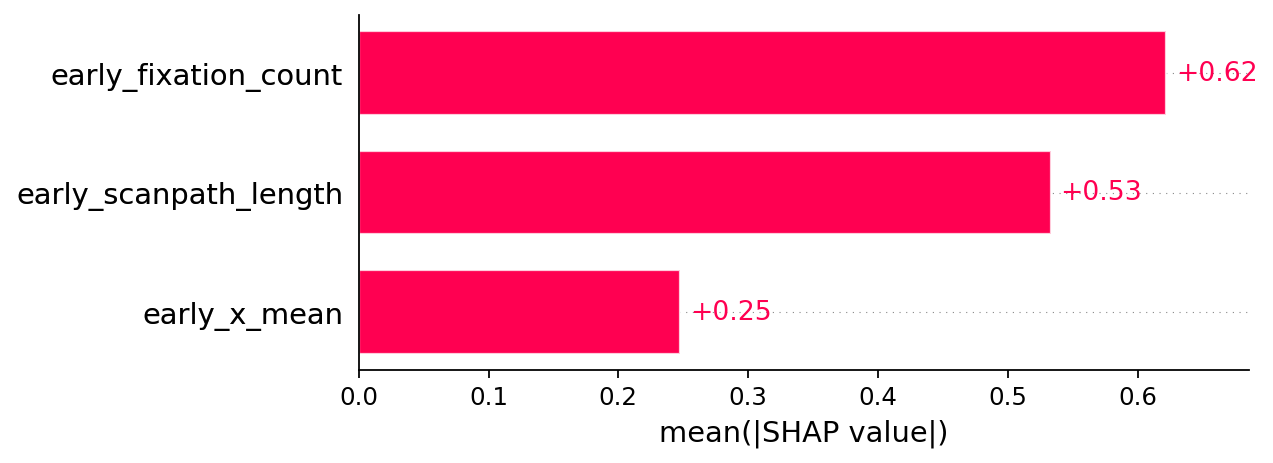 early_fixation_count
+0.62
early_scanpath_length
+0.53
early_x_mean
+0.25
0.0 0.1 0.2 0.3 0.4 0.5 0.6
mean(|SHAP value|)